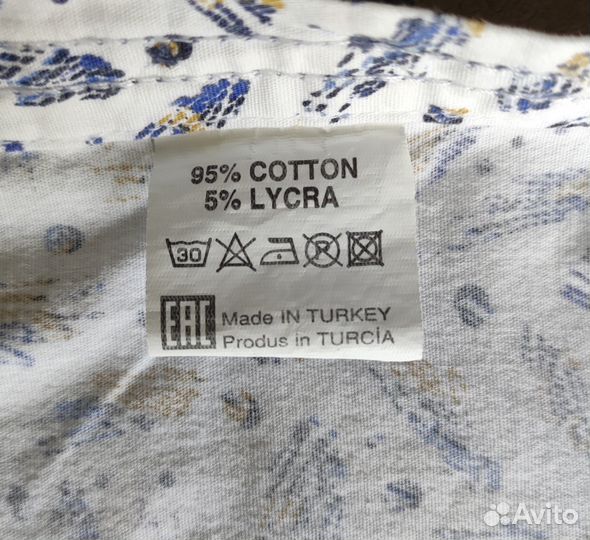 95% COTTON
5% LYCRA
30 P
EAC Made IN TURKEY
Produs in TURCÍA
Avito